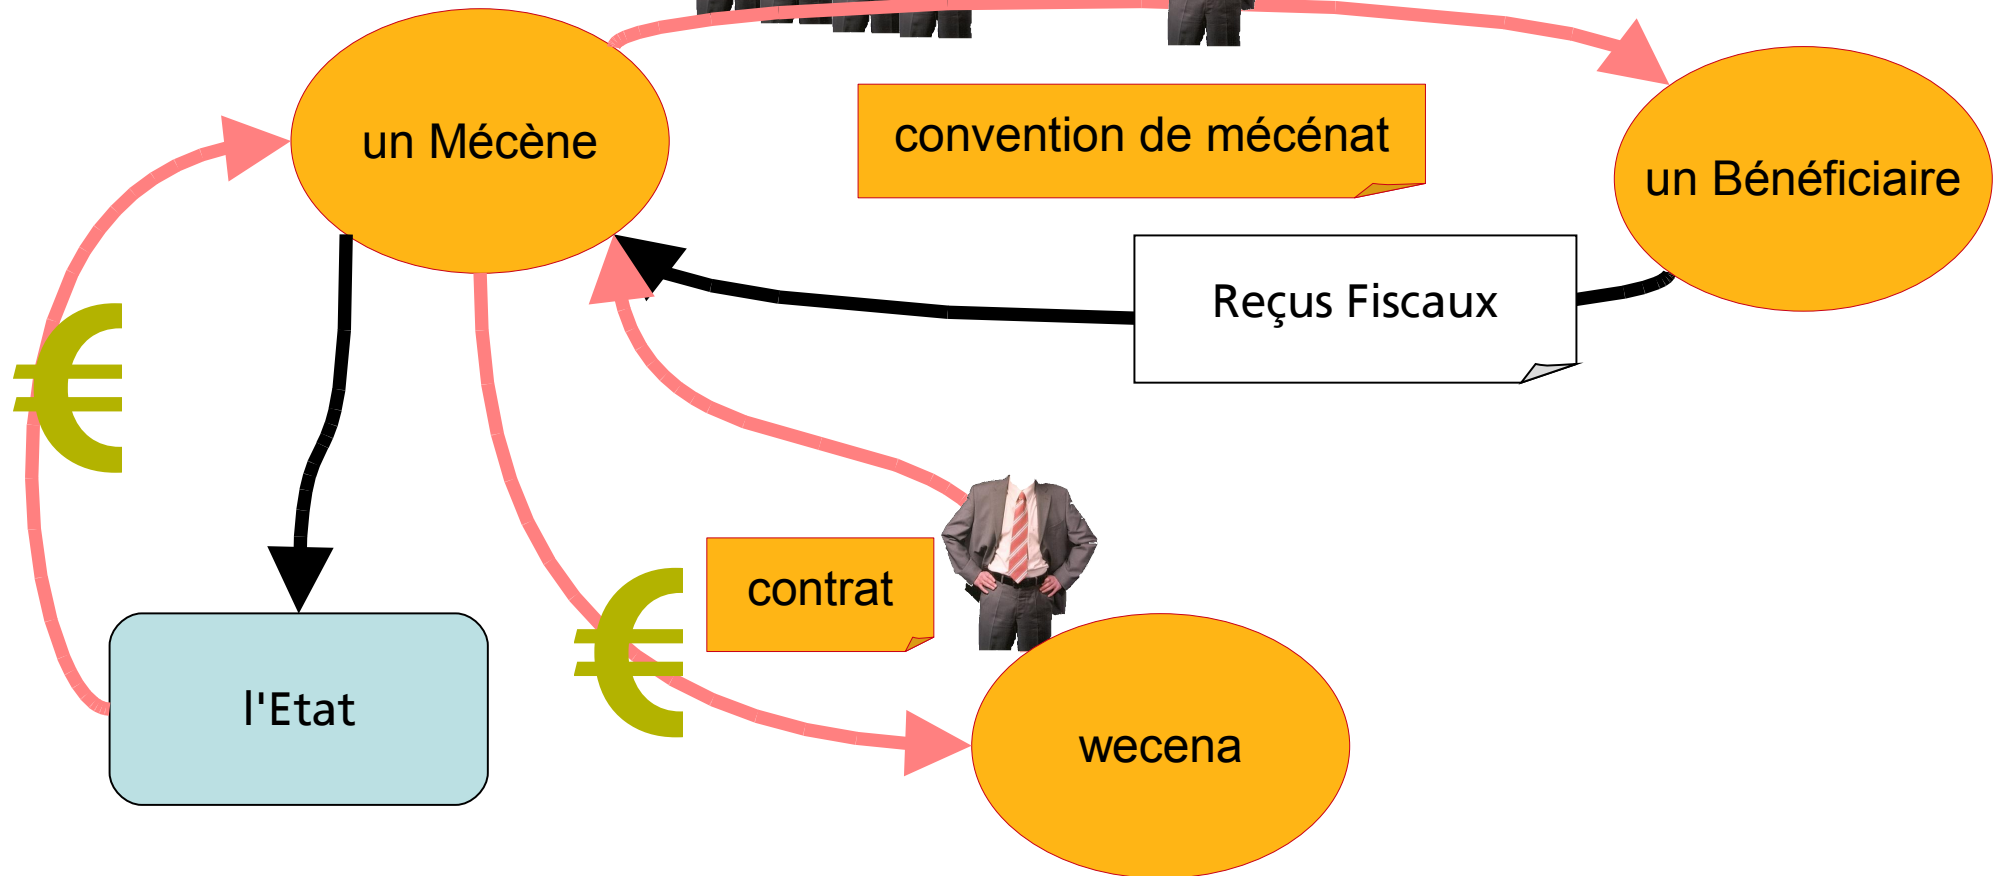 un Mécène
convention de mécénat
un Bénéficiaire
Reçus Fiscaux
€
€
contrat
l'Etat
wecena